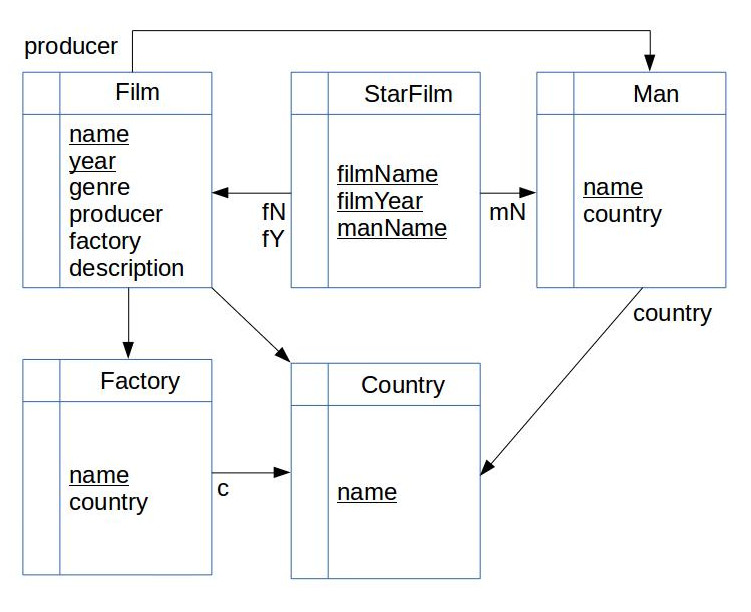 producer
Film
name
year
genre
producer
factory
description
StarFilm
filmName
filmYear
manName
Man
name
country
fN
fY
mN
country
Factory
name
country
c
Country
name